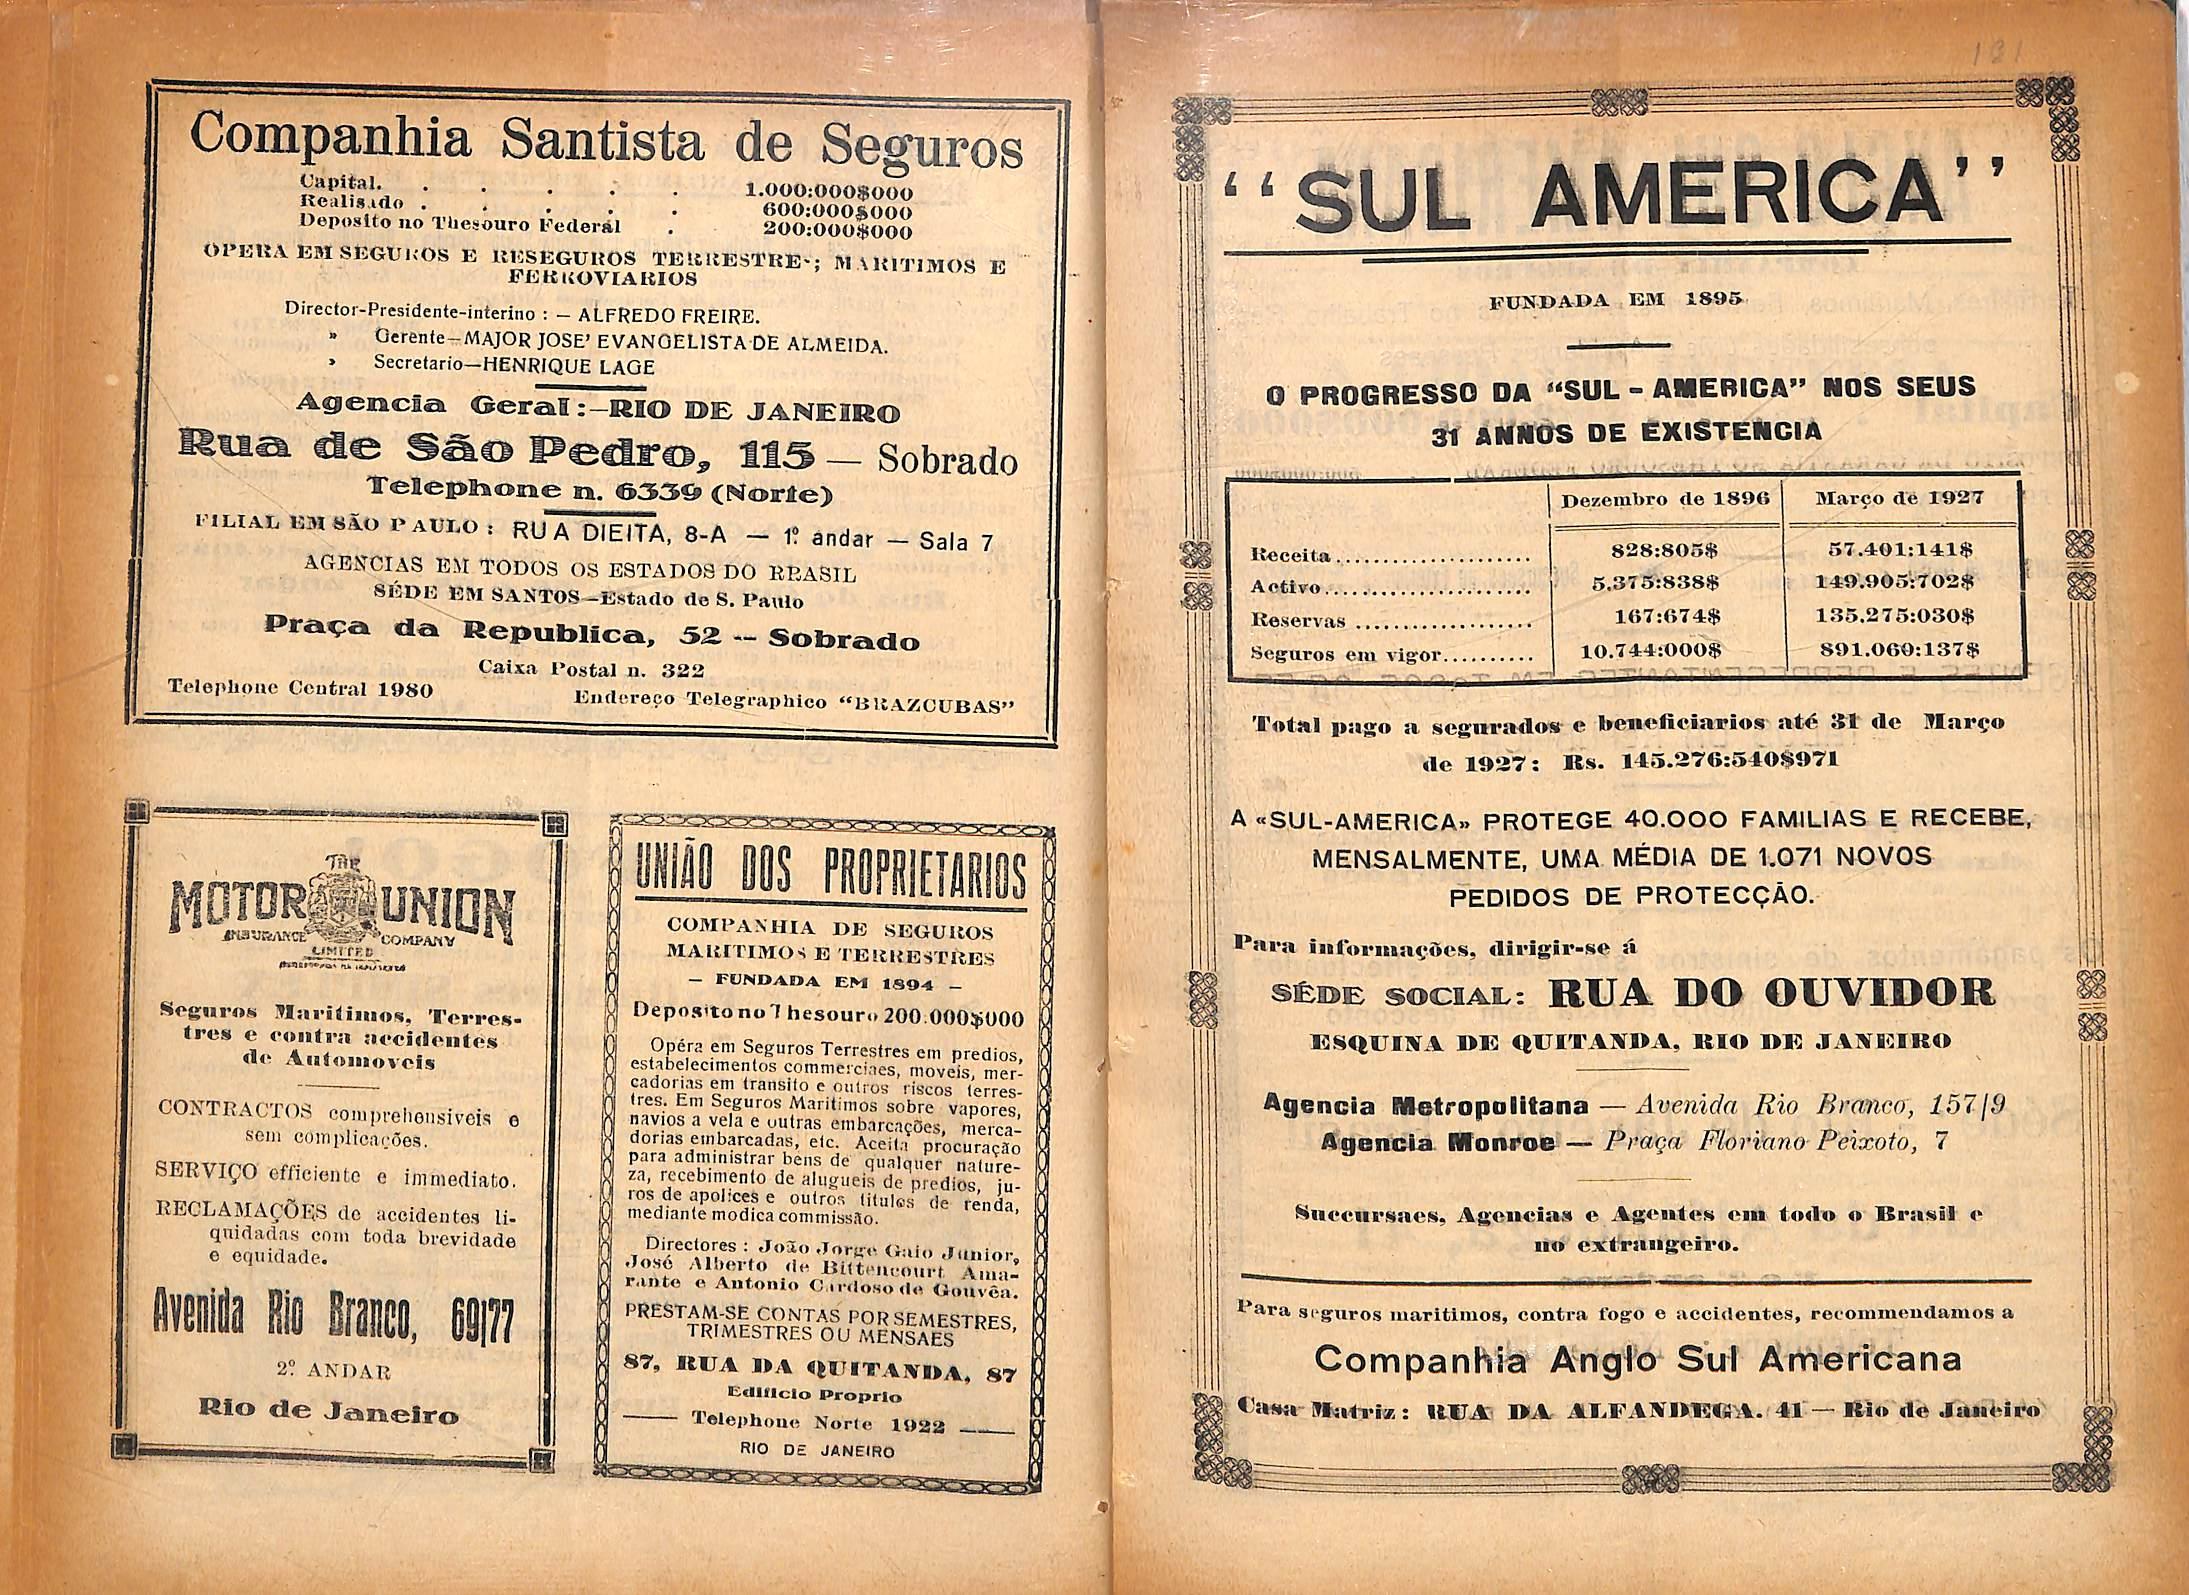 Companhia Santista de Seguros
Capital. . . . . . 1.000:000$000
Realisado . . . . . 600:000$000
Deposito no Thesouro Federal . 200:000$000
OPERA EM SEGUROS E RESEGUROS TERRESTRE-; MARITIMOS E
FERROVIARIOS
Director-Presidente-interino : — ALFREDO FREIRE.
» Gerente—MAJOR JOSE' EVANGELISTA DE ALMEIDA.
» Secretario—HENRIQUE LAGE
Agencia Geral:—RIO DE JANEIRO
Rua de São Pedro, 115 — Sobrado
Telephone n. 6339 (Norte)
FILIAL EM SÃO PAULO : RUA DIEITA, 8-A — 1º andar — Sala 7
AGENCIAS EM TODOS OS ESTADOS DO BRASIL
SÉDE EM SANTOS—Estado de S. Paulo
Praça da Republica, 52 -- Sobrado
Caixa Postal n. 322
Telephone Central 1980 Endereço Telegraphico “BRAZCUBAS”
THE
MOTOR UNION
INSURANCE COMPANY
LIMITED
Seguros Maritimos, Terres-
tres e contra accidentes
de Automoveis
CONTRACTOS comprehensiveis e
sem complicações.
SERVIÇO efficiente e immediato.
RECLAMAÇÕES de accidentes li-
quidadas com toda brevidade
e equidade.
Avenida Rio Branco, 69|77
2º ANDAR
Rio de Janeiro
UNIÃO DOS PROPRIETARIOS
COMPANHIA DE SEGUROS
MARITIMOS E TERRESTRES
— FUNDADA EM 1894 —
Deposito no Thesouro 200.000$000
Opéra em Seguros Terrestres em predios,
estabelecimentos commerciaes, moveis, mer-
cadorias em transito e outros riscos terres-
tres. Em Seguros Maritimos sobre vapores,
navios a vela e outras embarcações, merca-
dorias embarcadas, etc. Aceita procuração
para administrar bens de qualquer nature-
za, recebimento de alugueis de predios, ju-
ros de apolices e outros titulos de renda,
mediante modica commissão.
Directores : João Jorge Gaio Junior,
José Alberto de Bittencourt Ama-
rante e Antonio Cardoso de Gouvêa.
PRESTAM-SE CONTAS POR SEMESTRES,
TRIMESTRES OU MENSAES
87, RUA DA QUITANDA, 87
Edificio Proprio
Telephone Norte 1922
RIO DE JANEIRO
181
“SUL AMERICA”
FUNDADA EM 1895
O PROGRESSO DA “SUL - AMERICA” NOS SEUS
31 ANNOS DE EXISTENCIA
Dezembro de 1896 Março de 1927
Receita...................... 828:805$ 57.401:141$
Activo....................... 5.375:838$ 149.905:702$
Reservas ................... 167:674$ 135.275:030$
Seguros em vigor.......... 10.744:000$ 891.060:137$
Total pago a segurados e beneficiarios até 31 de Março
de 1927: Rs. 145.276:540$971
A «SUL-AMERICA» PROTEGE 40.000 FAMILIAS E RECEBE,
MENSALMENTE, UMA MÉDIA DE 1.071 NOVOS
PEDIDOS DE PROTECÇÃO.
Para informações, dirigir-se á
SÉDE SOCIAL: RUA DO OUVIDOR
ESQUINA DE QUITANDA, RIO DE JANEIRO
Agencia Metropolitana — Avenida Rio Branco, 157|9
Agencia Monroe — Praça Floriano Peixoto, 7
Succursaes, Agencias e Agentes em todo o Brasil e
no extrangeiro.
Para seguros maritimos, contra fogo e accidentes, recommendamos a
Companhia Anglo Sul Americana
Casa Matriz: RUA DA ALFANDEGA. 41 — Rio de Janeiro